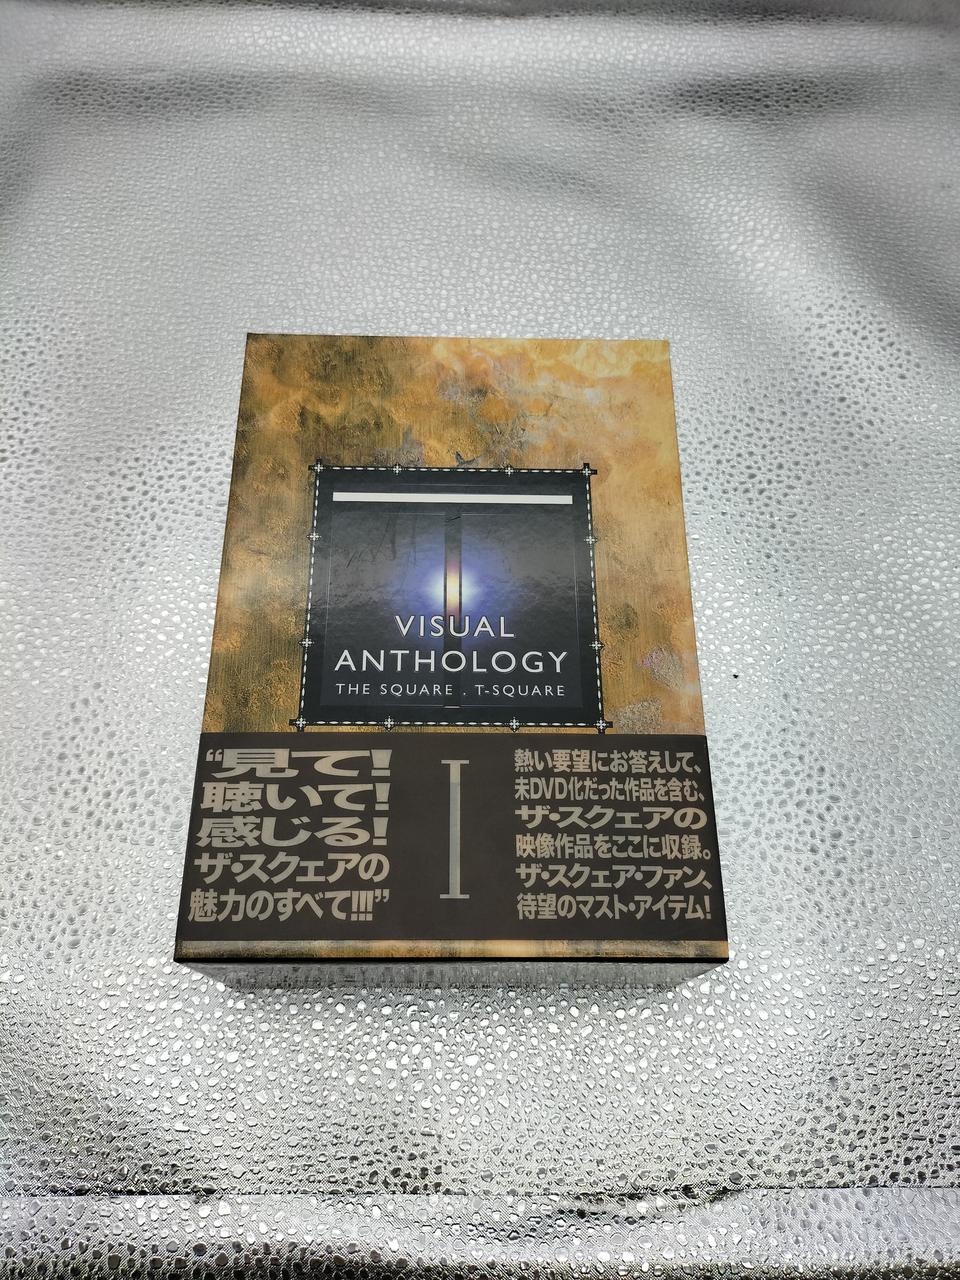 VISUAL
ANTHOLOGY
THE SQUARE . T-SQUARE
“見て!
聴いて!
感じる!
ザ・スクェアの
魅力のすべて!!!”
I
熱い要望にお答えして、
未DVD化だった作品を含む、
ザ・スクェアの
映像作品をここに収録。
ザ・スクェア・ファン、
待望のマスト・アイテム!